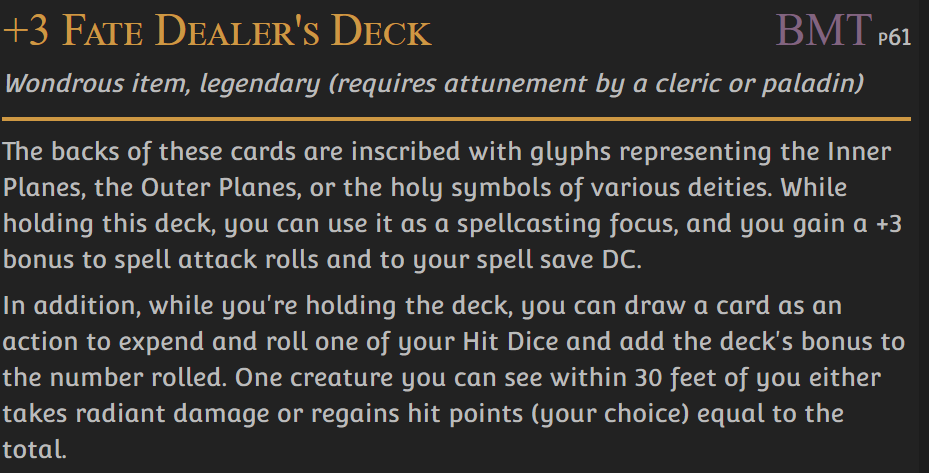 +3 Fate Dealer's Deck BMT P61
Wondrous item, legendary (requires attunement by a cleric or paladin)
The backs of these cards are inscribed with glyphs representing the Inner
Planes, the Outer Planes, or the holy symbols of various deities. While
holding this deck, you can use it as a spellcasting focus, and you gain a +3
bonus to spell attack rolls and to your spell save DC.
In addition, while you're holding the deck, you can draw a card as an
action to expend and roll one of your Hit Dice and add the deck's bonus to
the number rolled. One creature you can see within 30 feet of you either
takes radiant damage or regains hit points (your choice) equal to the
total.